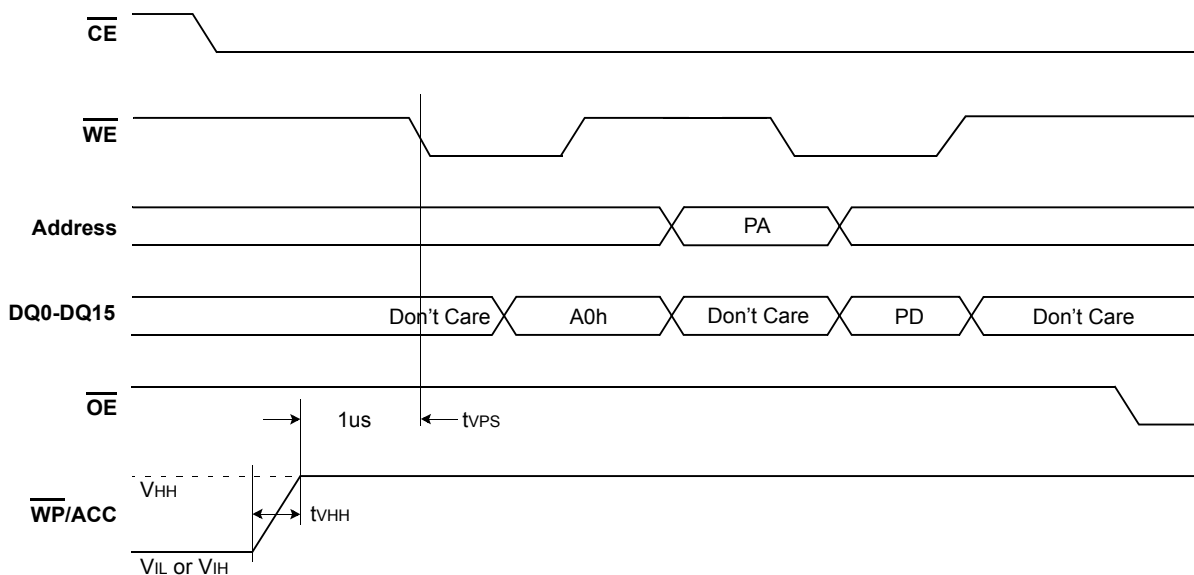 CE
WE
Address
PA
DQ0-DQ15
Don't Care
A0h
Don't Care
PD
Don't Care
OE
1us
tVPS
VHH
WP/ACC
tVHH
VIL or VIH